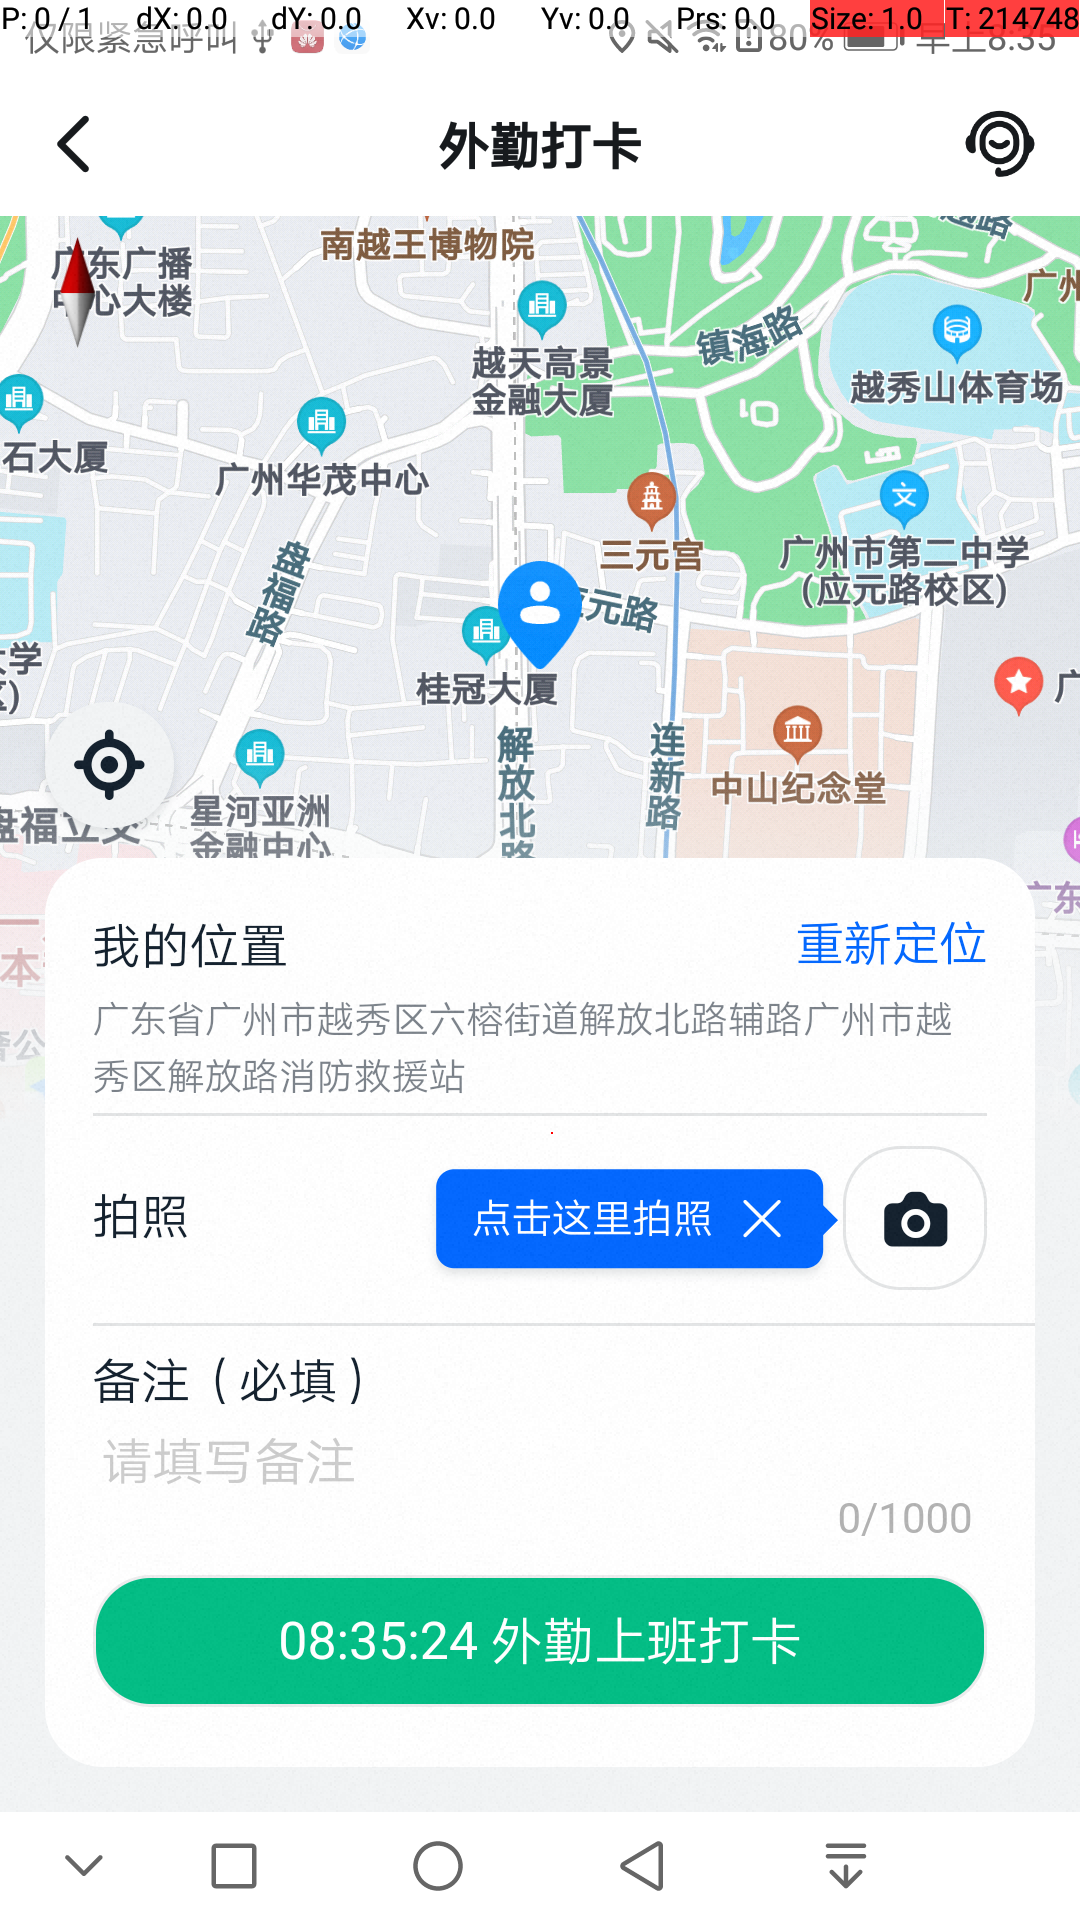 P: 0 / 1 dX: 0.0 dY: 0.0 Xv: 0.0 Yv: 0.0 Prs: 0.0 Size: 1.0 T: 214748
仅限紧急呼叫 80% 早上8:35
外勤打卡
广东广播
中心大楼
南越王博物院
越天高景
金融大厦
镇海路
越秀山体育场
广州
石大厦
广州华茂中心
三元宫
广州市第二中学
(应元路校区)
盘福路
应元路
桂冠大厦
大学
区)
解放北路
连新路
中山纪念堂
广
盘福立交
星河亚洲
金融中心
广东
我的位置 重新定位
广东省广州市越秀区六榕街道解放北路辅路广州市越
秀区解放路消防救援站
拍照 点击这里拍照
备注（必填）
请填写备注
0/1000
08:35:24 外勤上班打卡